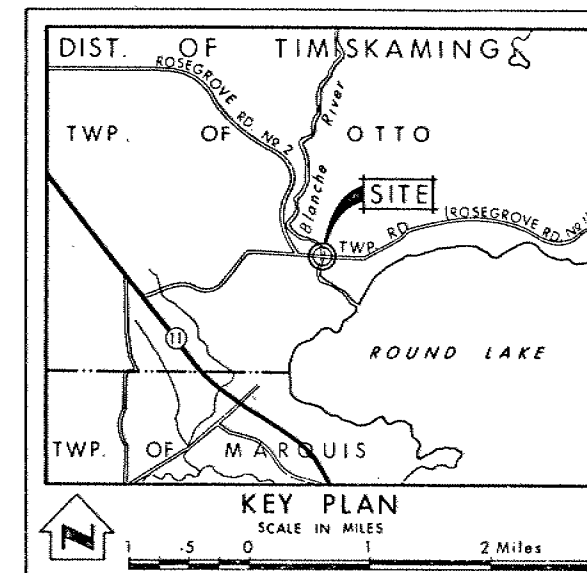 DIST. OF TIMISKAMING
ROSEGROVE RD. Nº 2
TWP. OF OTTO
Blanche River
SITE
TWP. RD. (ROSEGROVE RD. Nº 1)
11
ROUND LAKE
TWP. OF MARQUIS
KEY PLAN
SCALE IN MILES
N
1 .5 0 1 2 Miles